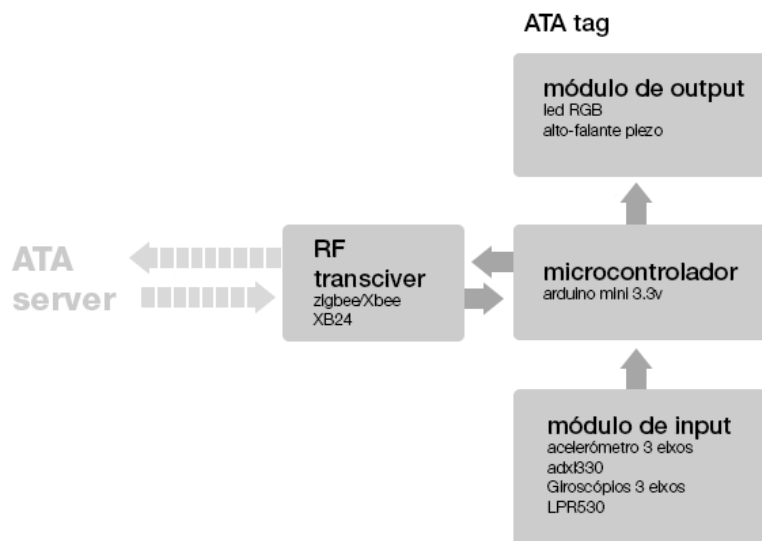 ATA tag
módulo de output
led RGB
alto-falante piezo
ATA
server
RF
transciver
zigbee/Xbee
XB24
microcontrolador
arduino mini 3.3v
módulo de input
acelerómetro 3 eixos
adxl330
Giroscópios 3 eixos
LPR530